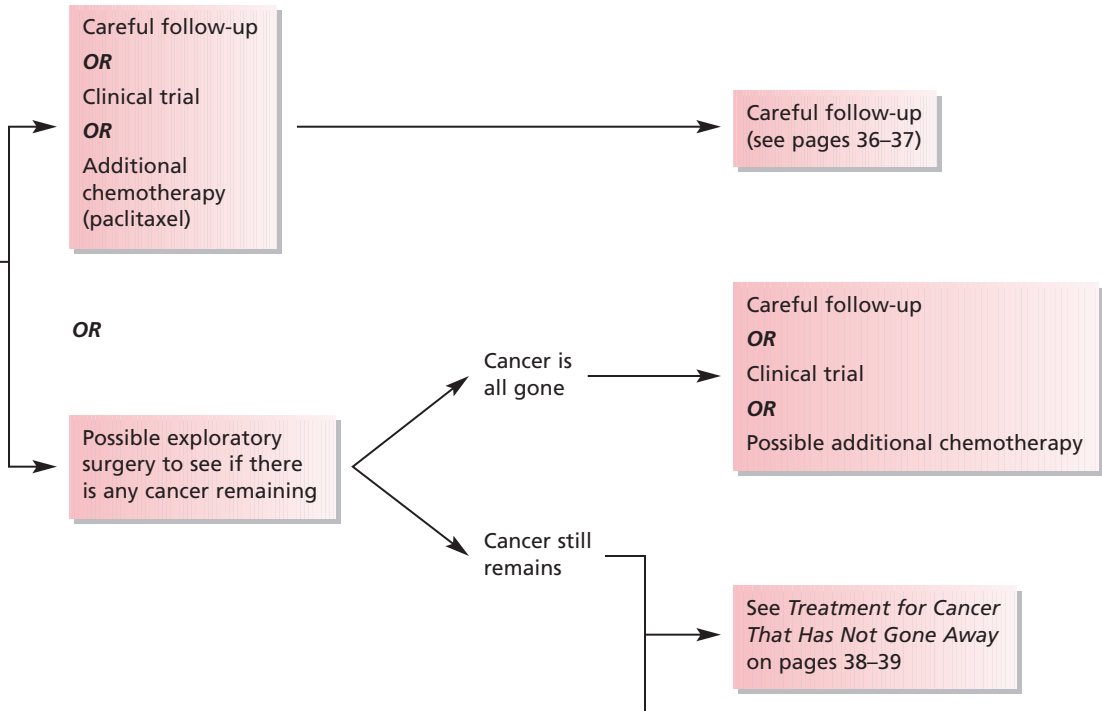 Careful follow-up
OR
Clinical trial
OR
Additional
chemotherapy
(paclitaxel)
Careful follow-up
(see pages 36–37)
OR
Possible exploratory
surgery to see if there
is any cancer remaining
Cancer is
all gone
Careful follow-up
OR
Clinical trial
OR
Possible additional chemotherapy
Cancer still
remains
See Treatment for Cancer
That Has Not Gone Away
on pages 38–39